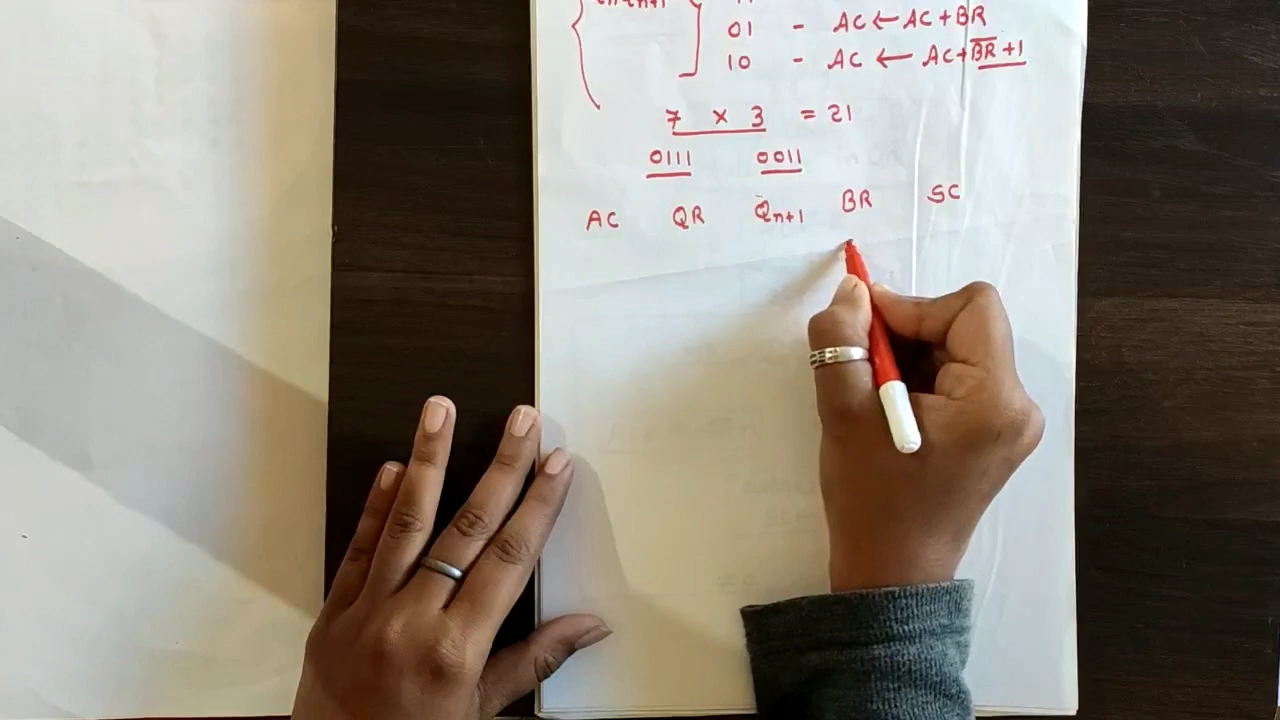 01 - AC ← AC + BR
10 - AC ← AC + B̅R̅ + 1
7 × 3 = 21
0111 0011
AC QR Qn+1 BR SC